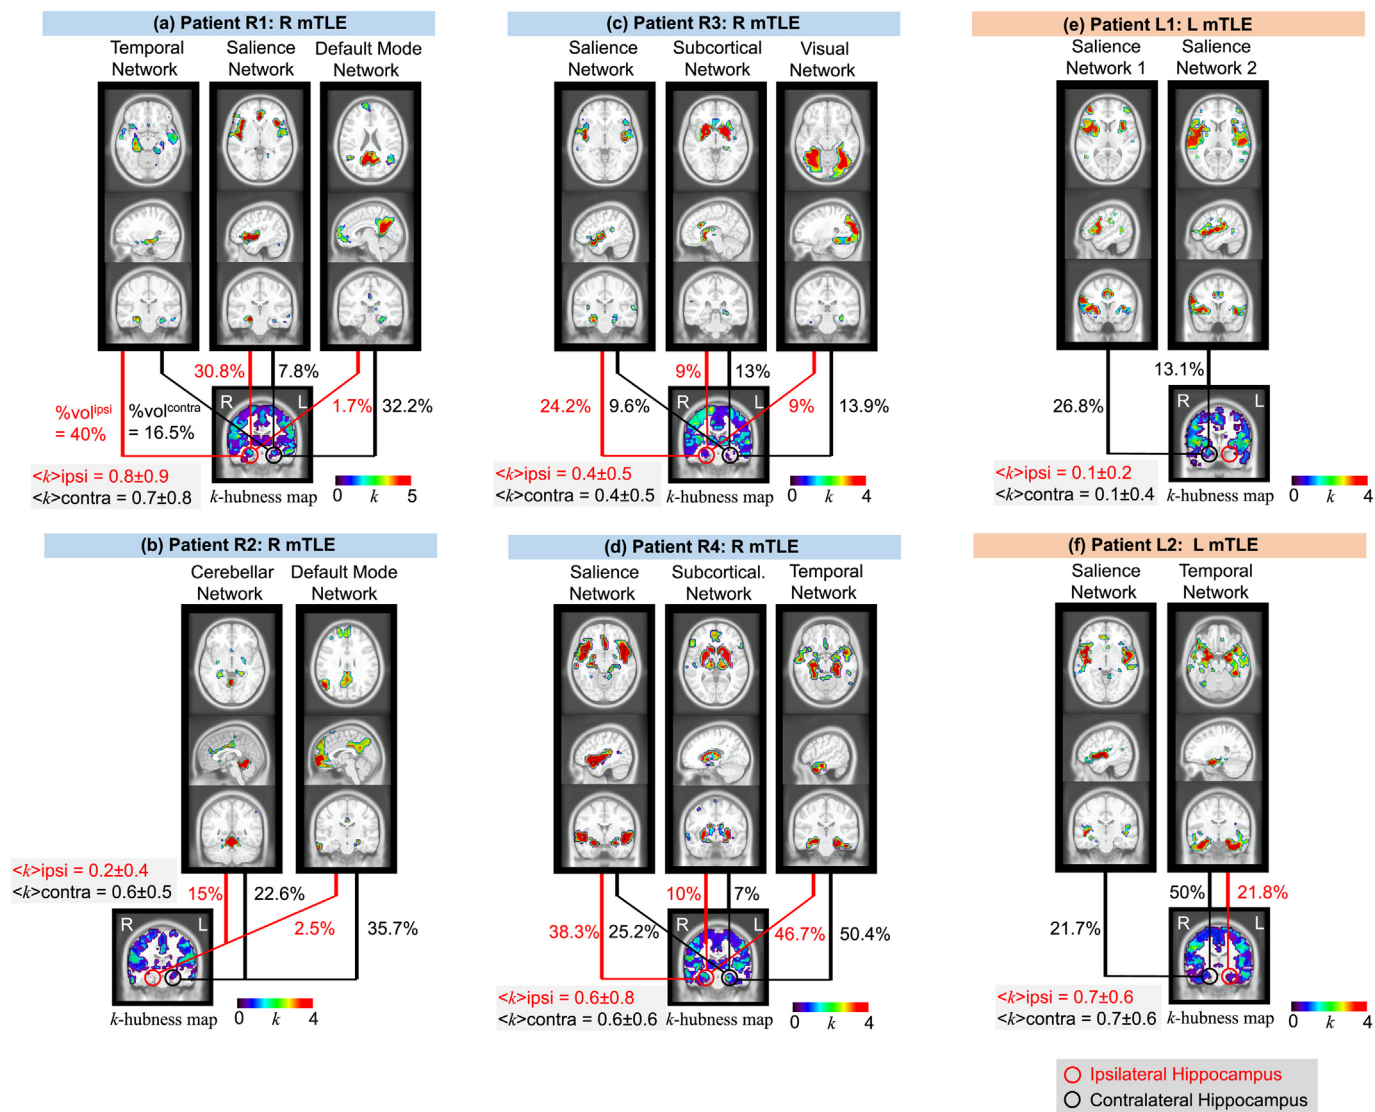 (a) Patient R1: R mTLE
Temporal Network
Salience Network
Default Mode Network
30.8%
7.8%
%vol^ipsi = 40%
%vol^contra = 16.5%
1.7%
32.2%
R L
<k>ipsi = 0.8±0.9
<k>contra = 0.7±0.8
k-hubness map
0 k 5
(c) Patient R3: R mTLE
Salience Network
Subcortical Network
Visual Network
9%
13%
24.2%
9.6%
9%
13.9%
R L
<k>ipsi = 0.4±0.5
<k>contra = 0.4±0.5
k-hubness map
0 k 4
(e) Patient L1: L mTLE
Salience Network 1
Salience Network 2
13.1%
26.8%
R L
<k>ipsi = 0.1±0.2
<k>contra = 0.1±0.4
k-hubness map
0 k 4
(b) Patient R2: R mTLE
Cerebellar Network
Default Mode Network
<k>ipsi = 0.2±0.4
<k>contra = 0.6±0.5
15%
22.6%
2.5%
35.7%
R L
k-hubness map
0 k 4
(d) Patient R4: R mTLE
Salience Network
Subcortical. Network
Temporal Network
10%
7%
38.3%
25.2%
46.7%
50.4%
R L
<k>ipsi = 0.6±0.8
<k>contra = 0.6±0.6
k-hubness map
0 k 4
(f) Patient L2: L mTLE
Salience Network
Temporal Network
50%
21.8%
21.7%
R L
<k>ipsi = 0.7±0.6
<k>contra = 0.7±0.6
k-hubness map
0 k 4
Ipsilateral Hippocampus
Contralateral Hippocampus